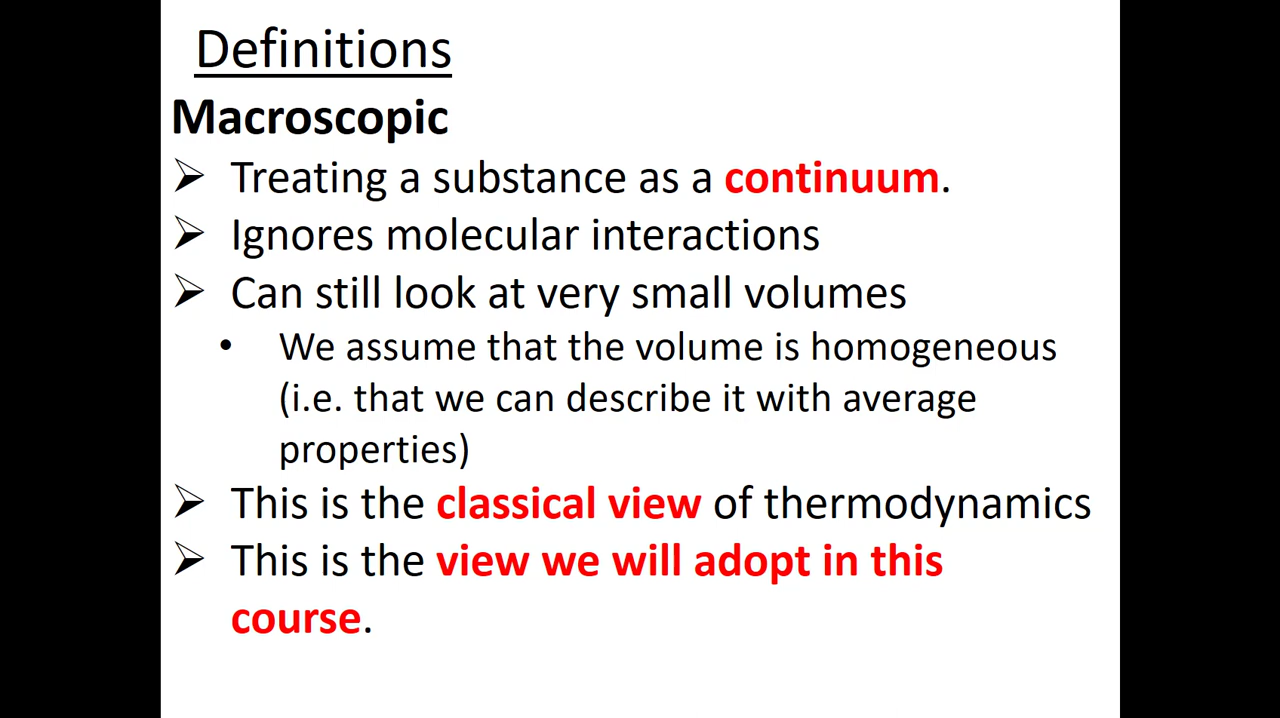 Definitions
Macroscopic
➢ Treating a substance as a continuum.
➢ Ignores molecular interactions
➢ Can still look at very small volumes
• We assume that the volume is homogeneous
(i.e. that we can describe it with average
properties)
➢ This is the classical view of thermodynamics
➢ This is the view we will adopt in this
course.